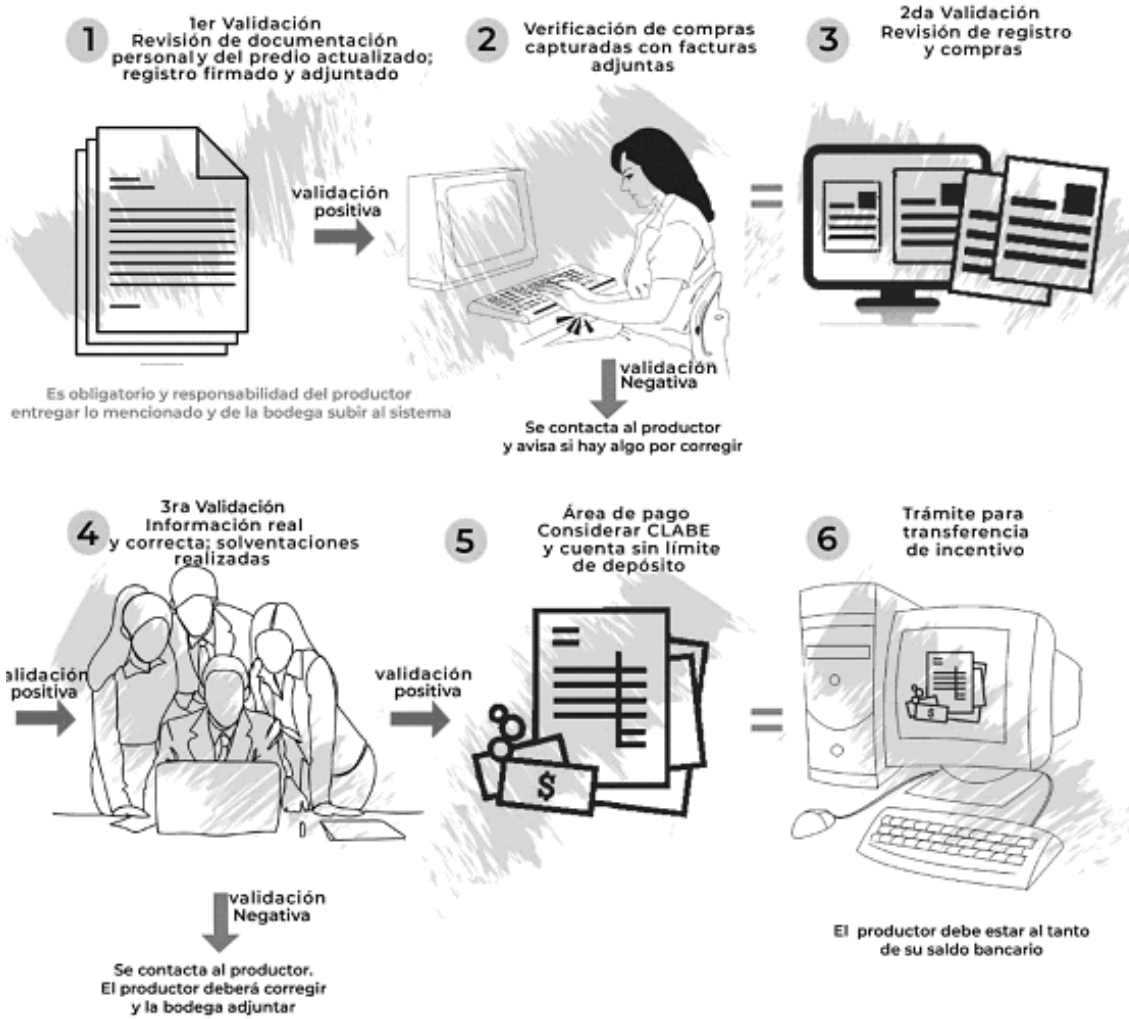 1
1er Validación
Revisión de documentación
personal y del predio actualizado;
registro firmado y adjuntado
validación
positiva
Es obligatorio y responsabilidad del productor
entregar lo mencionado y de la bodega subir al sistema
2
Verificación de compras
capturadas con facturas
adjuntas
validación
Negativa
Se contacta al productor
y avisa si hay algo por corregir
=
3
2da Validación
Revisión de registro
y compras
alidación
positiva
4
3ra Validación
Información real
y correcta; solventaciones
realizadas
validación
Negativa
Se contacta al productor.
El productor deberá corregir
y la bodega adjuntar
validación
positiva
5
Área de pago
Considerar CLABE
y cuenta sin límite
de depósito
$
=
6
Trámite para
transferencia
de incentivo
$
El productor debe estar al tanto
de su saldo bancario